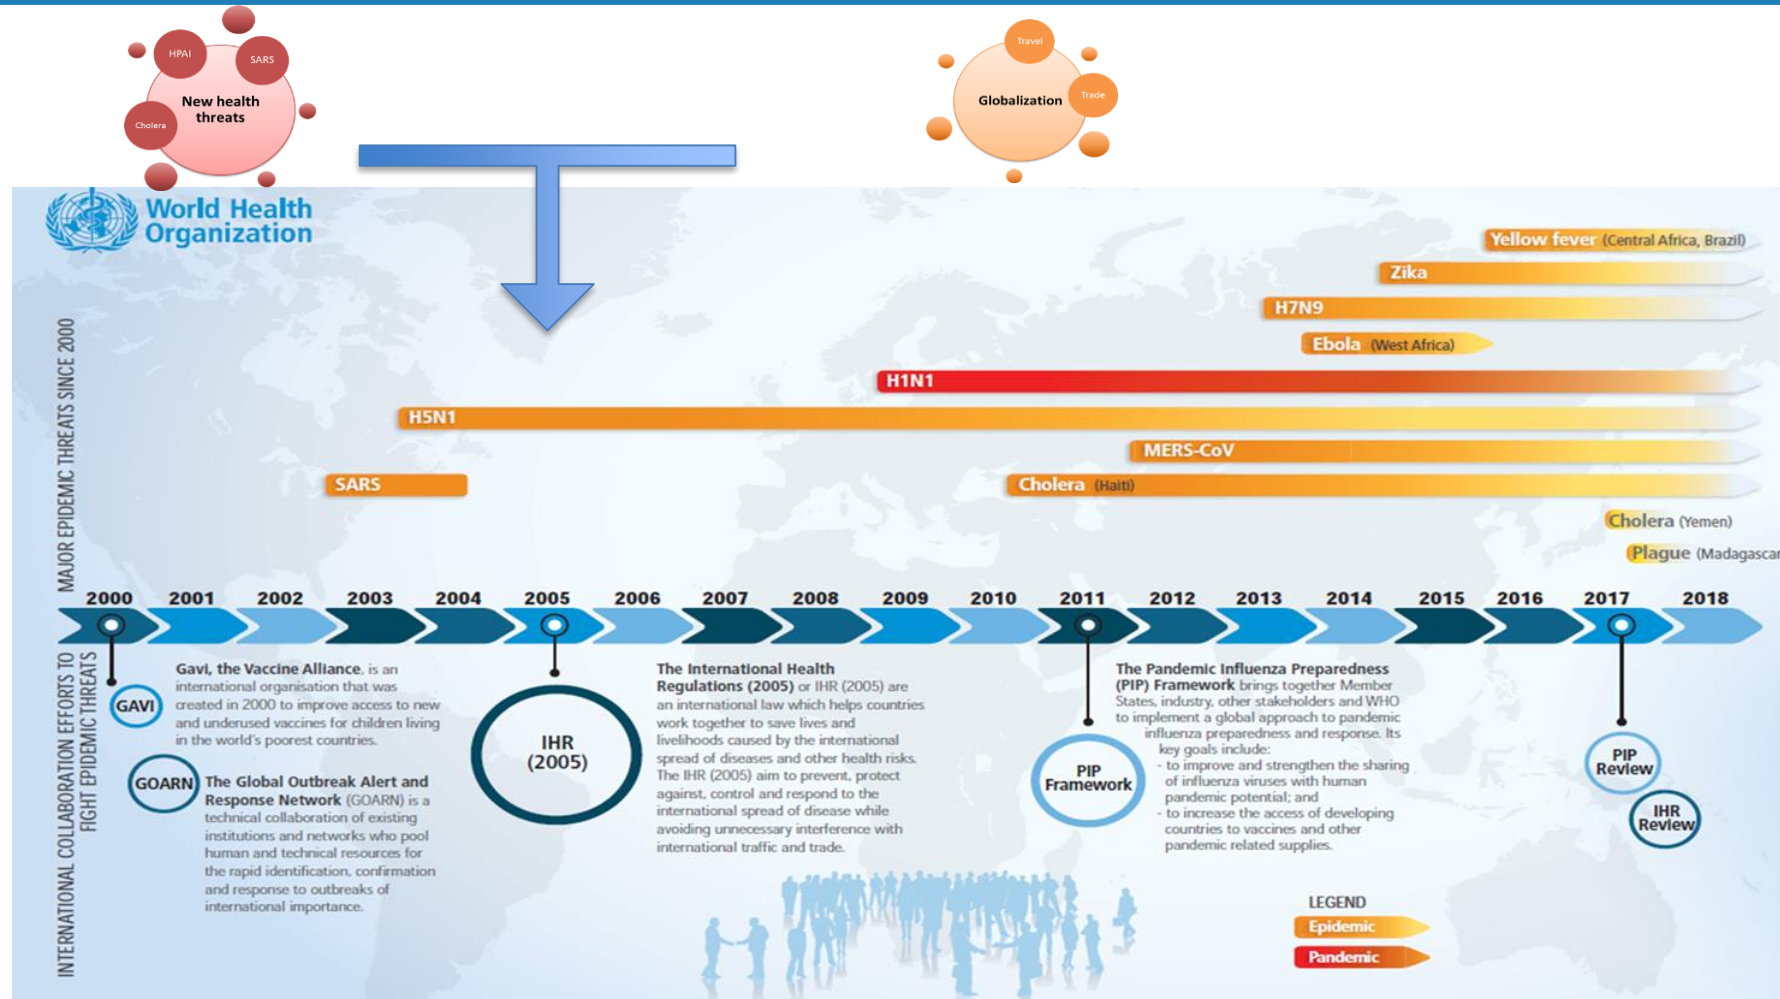 HPAI
SARS
New health
threats
Cholera
Travel
Globalization
Trade
World Health
Organization
MAJOR EPIDEMIC THREATS SINCE 2000
Yellow fever (Central Africa, Brazil)
Zika
H7N9
Ebola (West Africa)
H1N1
H5N1
MERS-CoV
SARS
Cholera (Haiti)
Cholera (Yemen)
Plague (Madagascar
2000 2001 2002 2003 2004 2005 2006 2007 2008 2009 2010 2011 2012 2013 2014 2015 2016 2017 2018
INTERNATIONAL COLLABORATION EFFORTS TO
FIGHT EPIDEMIC THREATS
GAVI
Gavi, the Vaccine Alliance, is an
international organisation that was
created in 2000 to improve access to new
and underused vaccines for children living
in the world's poorest countries.
GOARN
The Global Outbreak Alert and
Response Network (GOARN) is a
technical collaboration of existing
institutions and networks who pool
human and technical resources for
the rapid identification, confirmation
and response to outbreaks of
international importance.
IHR
(2005)
The International Health
Regulations (2005) or IHR (2005) are
an international law which helps countries
work together to save lives and
livelihoods caused by the international
spread of diseases and other health risks.
The IHR (2005) aim to prevent, protect
against, control and respond to the
international spread of disease while
avoiding unnecessary interference with
international traffic and trade.
PIP
Framework
The Pandemic Influenza Preparedness
(PIP) Framework brings together Member
States, industry, other stakeholders and WHO
to implement a global approach to pandemic
influenza preparedness and response. Its
key goals include:
- to improve and strengthen the sharing
of influenza viruses with human
pandemic potential; and
- to increase the access of developing
countries to vaccines and other
pandemic related supplies.
PIP
Review
IHR
Review
LEGEND
Epidemic
Pandemic